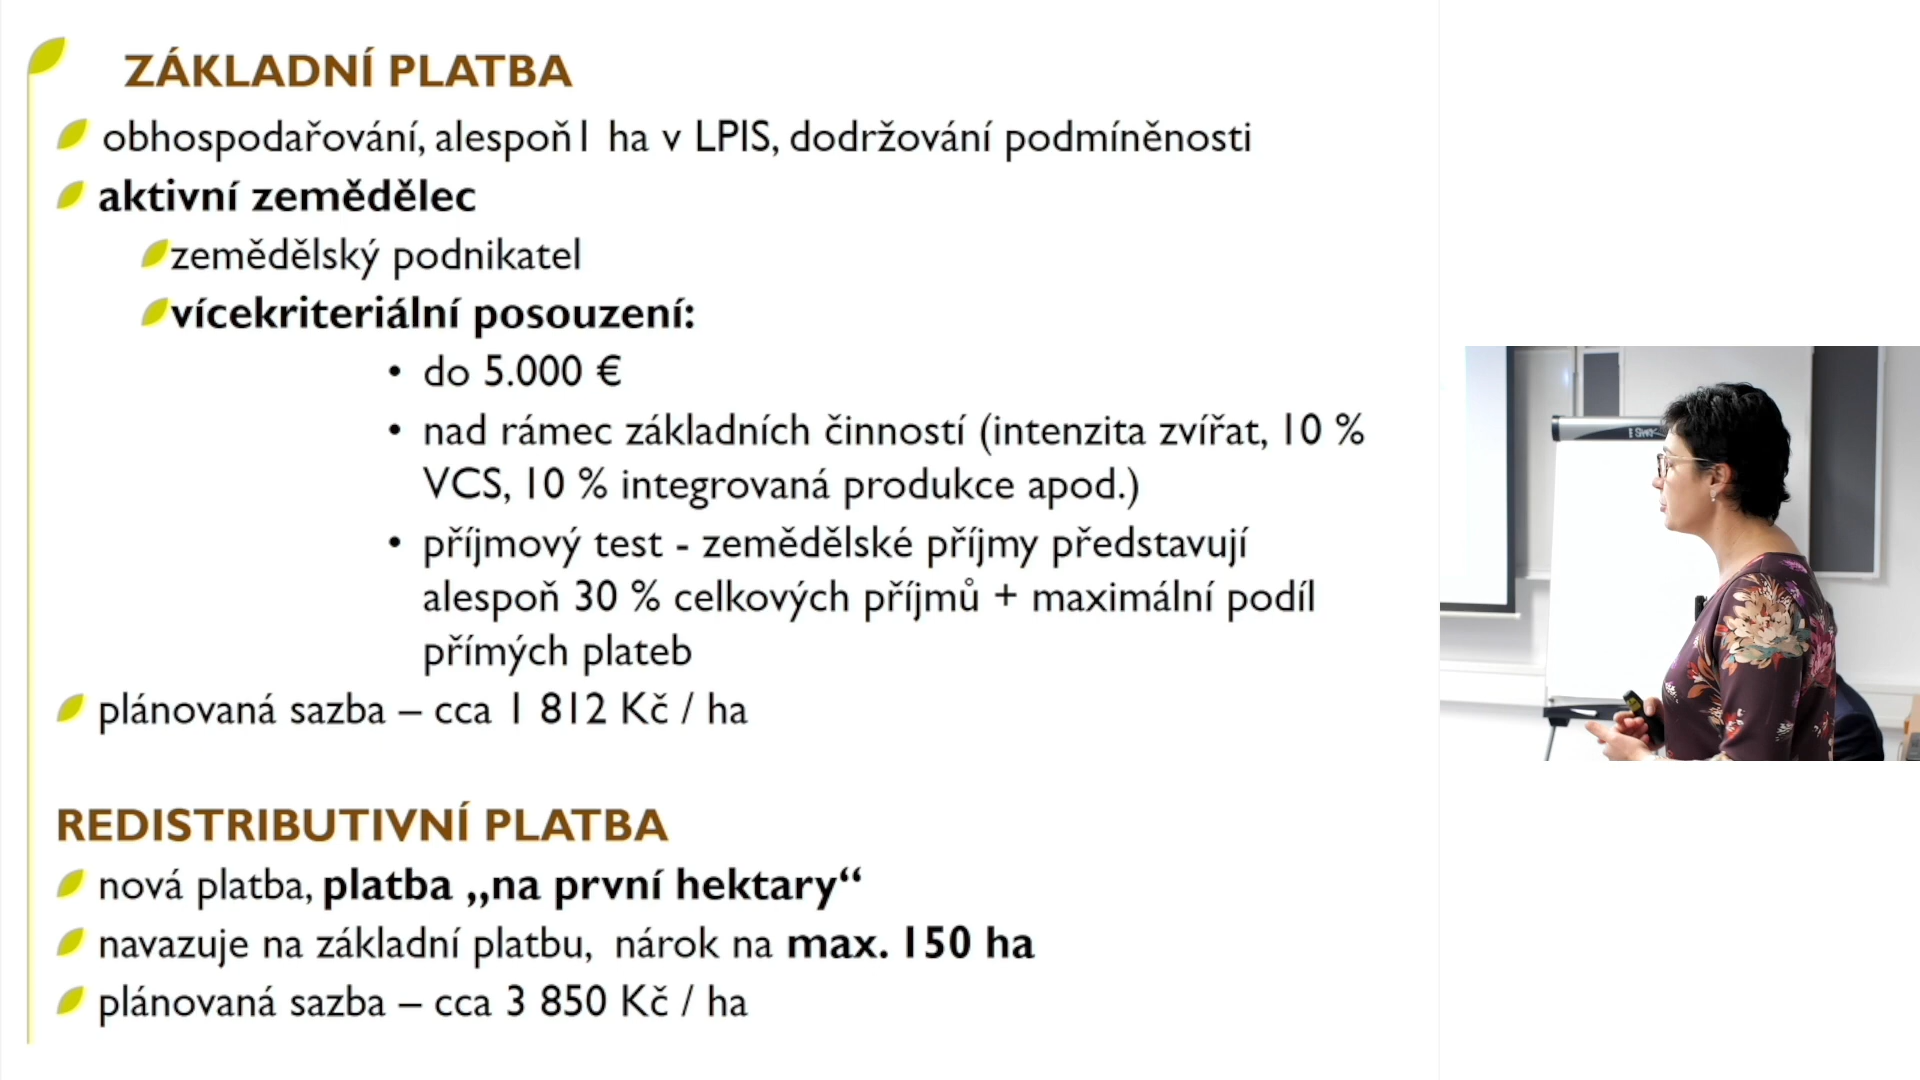 ZÁKLADNÍ PLATBA
obhospodařování, alespoň1 ha v LPIS, dodržování podmíněnosti
aktivní zemědělec
zemědělský podnikatel
vícekriteriální posouzení:
• do 5.000 €
• nad rámec základních činností (intenzita zvířat, 10 %
VCS, 10 % integrovaná produkce apod.)
• příjmový test - zemědělské příjmy představují
alespoň 30 % celkových příjmů + maximální podíl
přímých plateb
plánovaná sazba – cca 1 812 Kč / ha
REDISTRIBUTIVNÍ PLATBA
nová platba, platba „na první hektary“
navazuje na základní platbu, nárok na max. 150 ha
plánovaná sazba – cca 3 850 Kč / ha